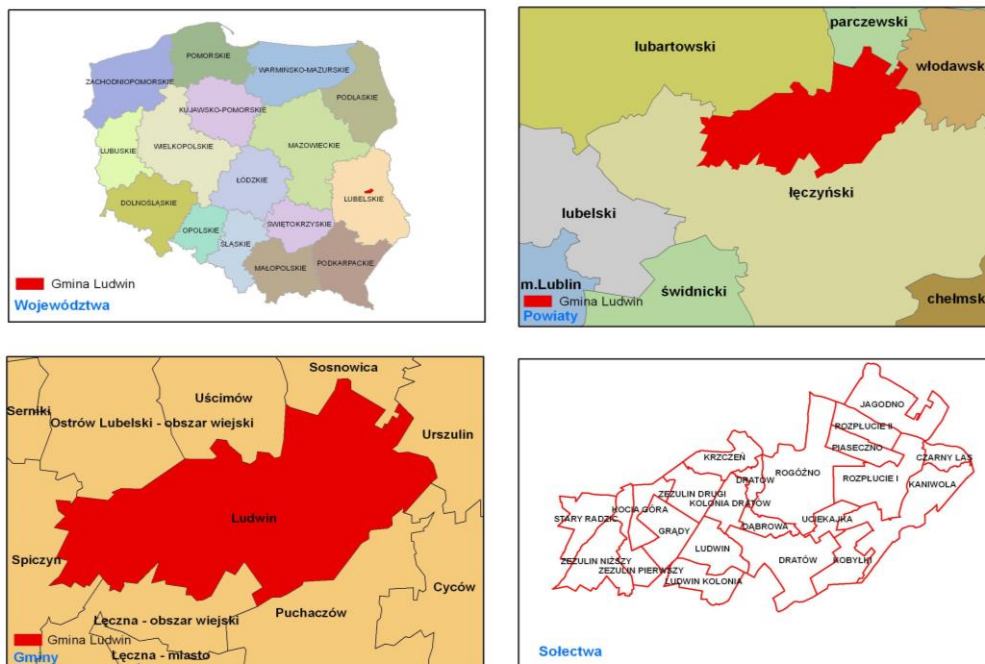 POMORSKIE
WARMIŃSKO-MAZURSKIE
ZACHODNIOPOMORSKIE
PODLASKIE
KUJAWSKO-POMORSKIE
LUBUSKIE
WIELKOPOLSKIE
MAZOWIECKIE
ŁÓDZKIE
LUBELSKIE
DOLNOŚLĄSKIE
OPOLSKIE
ŚLĄSKIE
ŚWIĘTOKRZYSKIE
MAŁOPOLSKIE
PODKARPACKIE
Gmina Ludwin
Województwa
parczewski
lubartowski
włodawsk
łęczyński
lubelski
m.Lublin
świdnicki
chełmsk
Gmina Ludwin
Powiaty
Sosnowica
Uścimów
Serniki
Ostrów Lubelski - obszar wiejski
Urszulin
Ludwin
Spiczyn
Cyców
Puchaczów
Łęczna - obszar wiejski
Gmina Ludwin
Łęczna - miasto
Gminy
JAGODNO
ROZPŁUCIE II
PIASECZNO
KRZCZEŃ
CZARNY LAS
ROGÓŹNO
DRATÓW
ROZPŁUCIE I
KANIWOLA
ZEZULIN DRUGI
KOLONIA DRATÓW
KOCIA GÓRA
STARY RADZIC
UCIEKAJKA
DĄBROWA
GRĄDY
LUDWIN
ZEZULIN NIŻSZY
DRATÓW
KOBYŁKI
ZEZULIN PIERWSZY
LUDWIN KOLONIA
Sołectwa